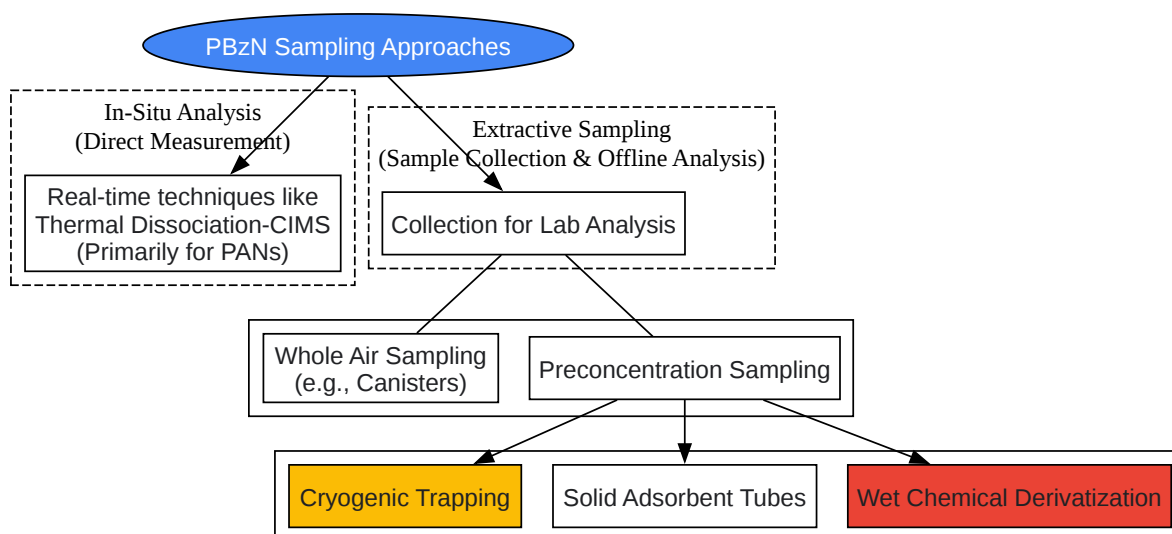 PBzN Sampling Approaches
In-Situ Analysis
(Direct Measurement)
Real-time techniques like
Thermal Dissociation-CIMS
(Primarily for PANs)
Extractive Sampling
(Sample Collection & Offline Analysis)
Collection for Lab Analysis
Whole Air Sampling
(e.g., Canisters)
Preconcentration Sampling
Cryogenic Trapping
Solid Adsorbent Tubes
Wet Chemical Derivatization